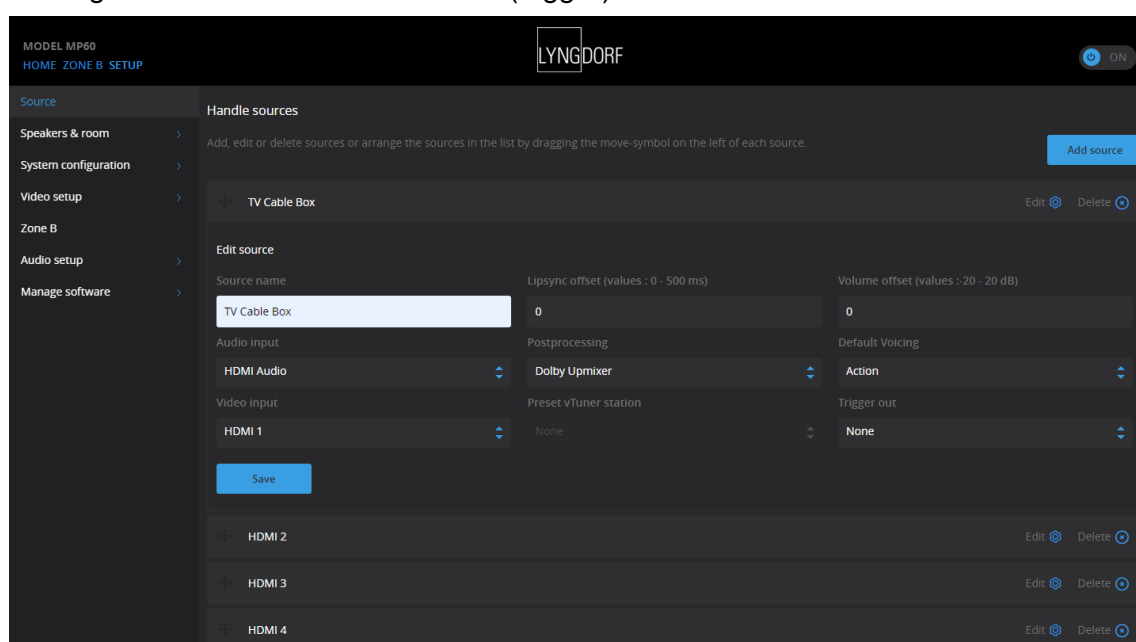 MODEL MP60
HOME ZONE B SETUP
LYNGDORF
ON
Source
Speakers & room
System configuration
Video setup
Zone B
Audio setup
Manage software
Handle sources
Add, edit or delete sources or arrange the sources in the list by dragging the move-symbol on the left of each source.
Add source
TV Cable Box
Edit Delete
Edit source
Source name Lipsync offset (values : 0 - 500 ms) Volume offset (values :-20 - 20 dB)
TV Cable Box 0 0
Audio input Postprocessing Default Voicing
HDMI Audio Dolby Upmixer Action
Video input Preset vTuner station Trigger out
HDMI 1 None None
Save
HDMI 2 Edit Delete
HDMI 3 Edit Delete
HDMI 4 Edit Delete